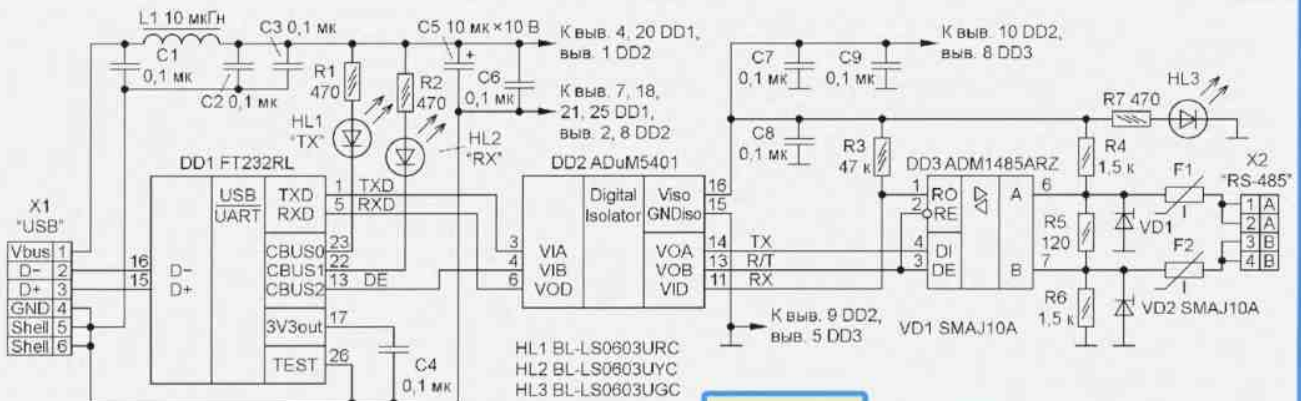 L1 10 мкГн
C3 0,1 мк
C5 10 мк×10 В
К выв. 4, 20 DD1,
выв. 1 DD2
C1
0,1 мк
C2 0,1 мк
R1
470
R2
470
C6
0,1 мк
К выв. 7, 18,
21, 25 DD1,
выв. 2, 8 DD2
HL1
"TX"
HL2
"RX"
C7
0,1 мк
C9
0,1 мк
К выв. 10 DD2,
выв. 8 DD3
C8
0,1 мк
R3
47 к
R7 470
HL3
R4
1,5 к
DD1 FT232RL
USB
UART
TXD
RXD
CBUS0
CBUS1
CBUS2
3V3out
TEST
D–
D+
16
15
1 TXD
5 RXD
23
22
13 DE
17
26
C4
0,1 мк
X1
"USB"
Vbus 1
D– 2
D+ 3
GND 4
Shell 5
Shell 6
DD2 ADuM5401
Digital
Isolator
VIA
VIB
VOD
3
4
6
Viso
GNDiso
VOA
VOB
VID
16
15
14 TX
13 R/T
11 RX
К выв. 9 DD2,
выв. 5 DD3
DD3 ADM1485ARZ
RO
RE
DI
DE
1
2
4
3
A
B
6
7
R5
120
R6
1,5 к
VD1
VD2 SMAJ10A
VD1 SMAJ10A
F1
F2
X2
"RS-485"
1 A
2 A
3 B
4 B
HL1 BL-LS0603URC
HL2 BL-LS0603UYC
HL3 BL-LS0603UGC